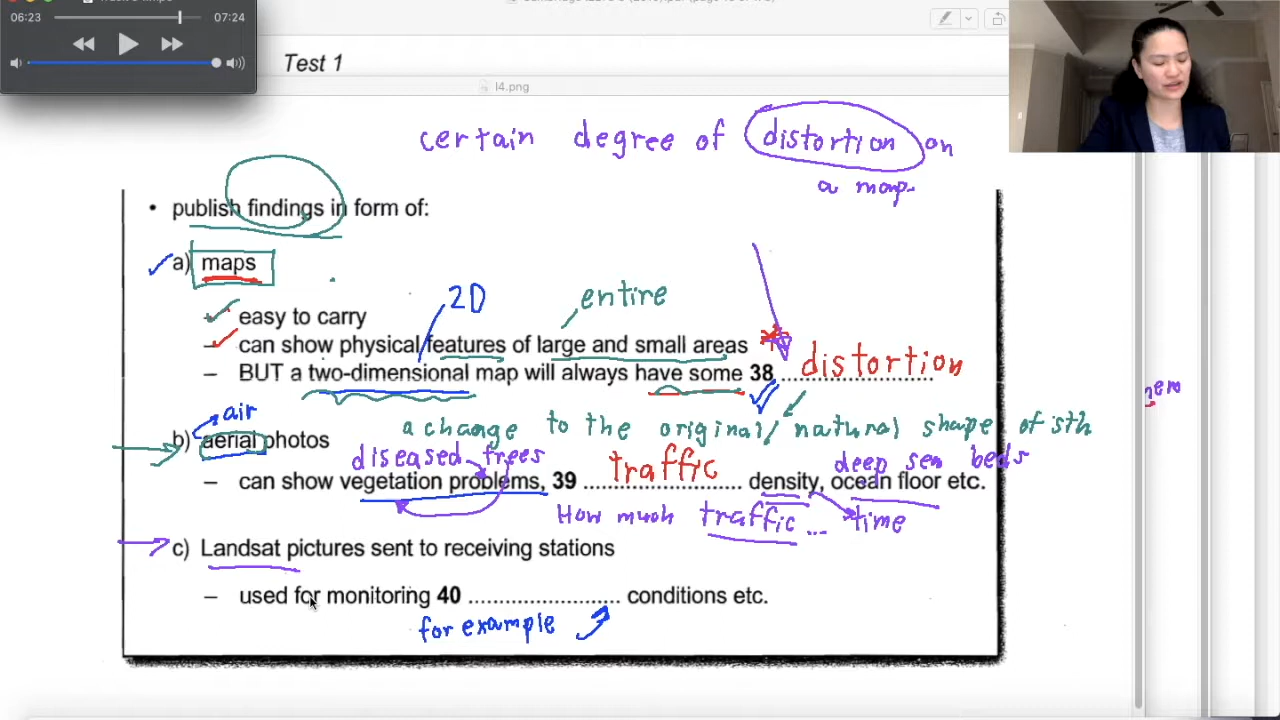 06:23
07:24
Test 1
l4.png
certain degree of distortion on
a map
• publish findings in form of:
a) maps
2D
entire
– easy to carry
– can show physical features of large and small areas
– BUT a two-dimensional map will always have some 38 .................... distortion
air
a change to the original/natural shape of sth
b) aerial photos
diseased trees
traffic
deep sea beds
– can show vegetation problems, 39 .................... density, ocean floor etc.
How much traffic ... time
c) Landsat pictures sent to receiving stations
– used for monitoring 40 .................... conditions etc.
for example